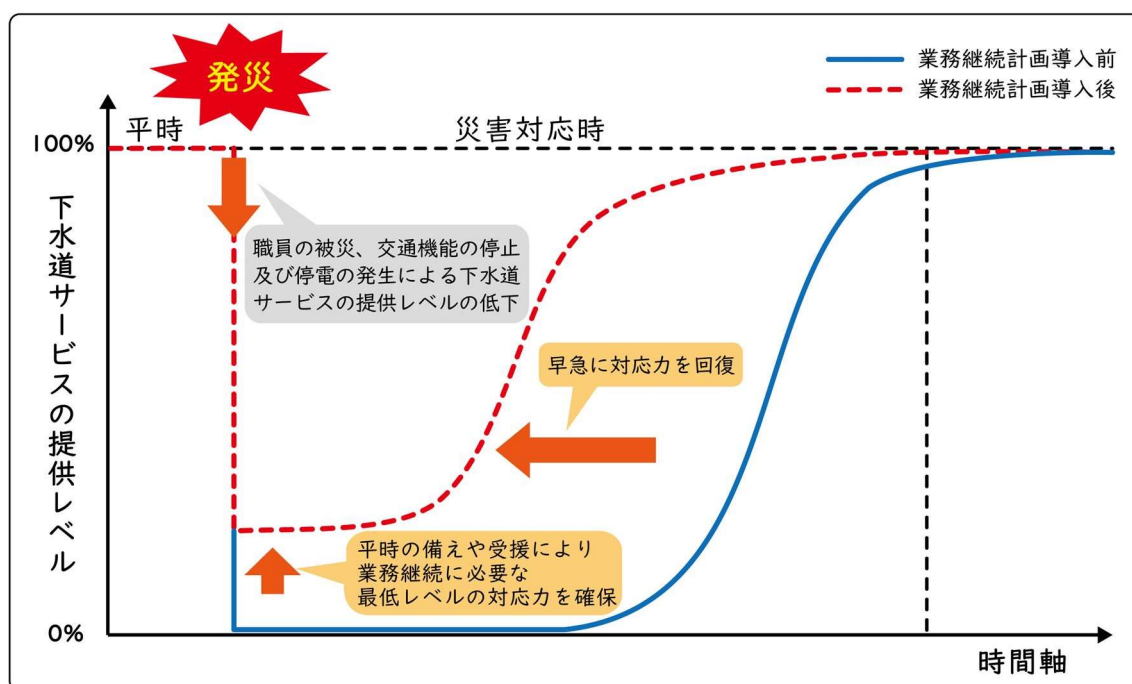 発災
業務継続計画導入前
業務継続計画導入後
平時
災害対応時
100%
下水道サービスの提供レベル
職員の被災、交通機能の停止
及び停電の発生による下水道
サービスの提供レベルの低下
早急に対応力を回復
平時の備えや受援により
業務継続に必要な
最低レベルの対応力を確保
0%
時間軸